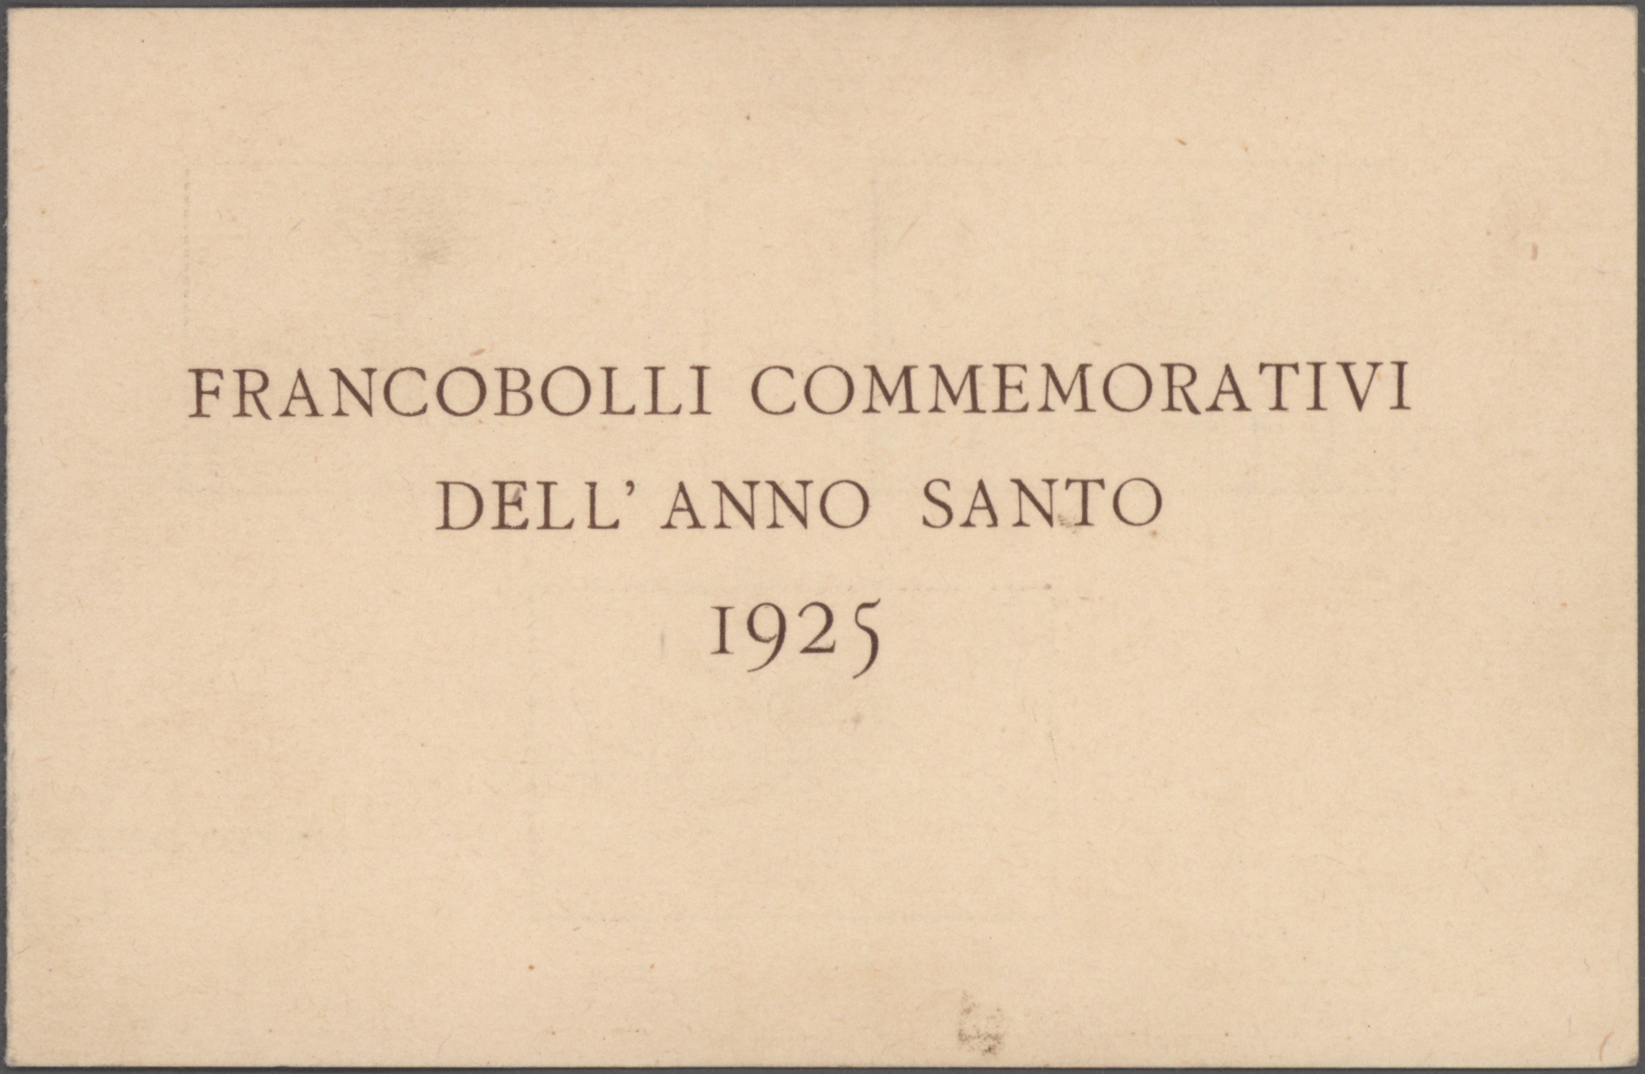 FRANCOBOLLI COMMEMORATIVI
DELL' ANNO SANTO
1925